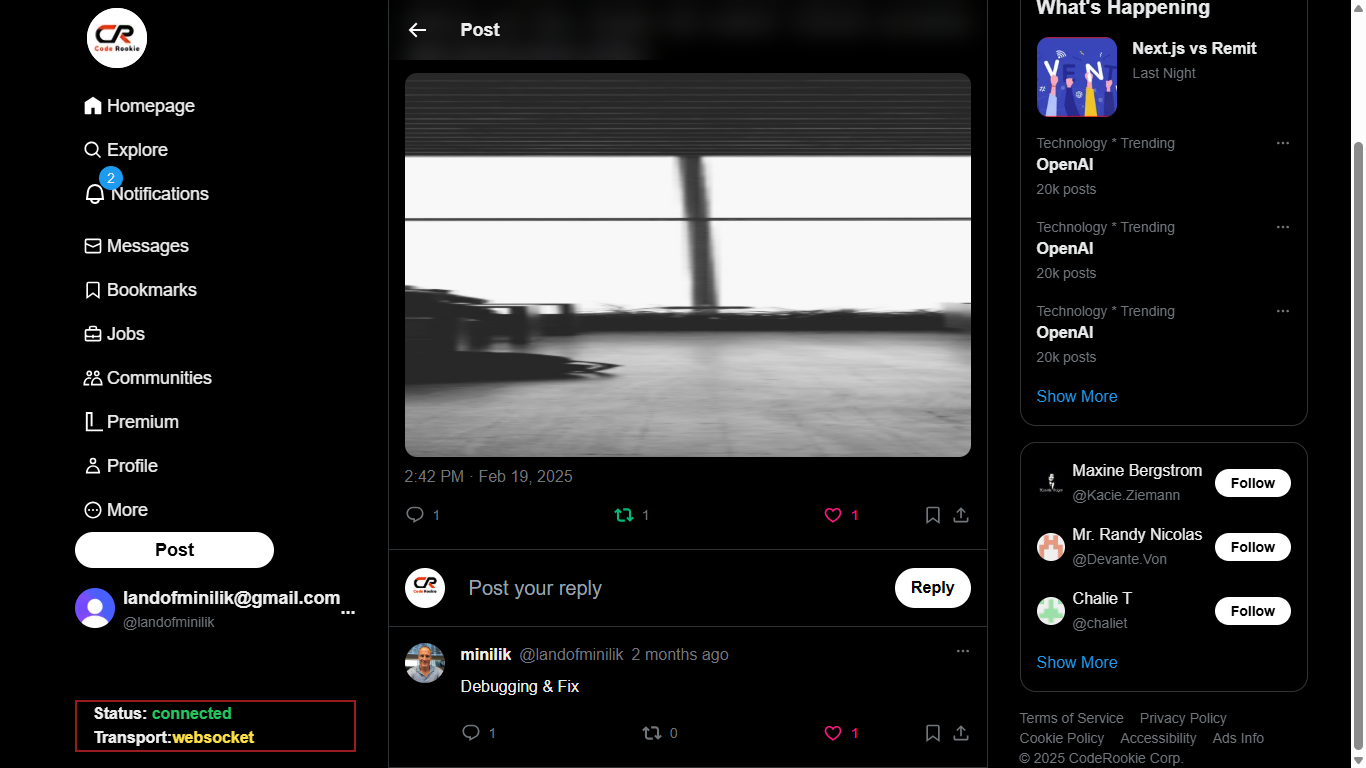 CR
Code Rookie
Homepage
Explore
2
Notifications
Messages
Bookmarks
Jobs
Communities
Premium
Profile
More
Post
landofminilik@gmail.com
...
@landofminilik
Status: connected
Transport:websocket
Post
2:42 PM · Feb 19, 2025
1
1
1
CR
Code Rookie
Post your reply
Reply
minilik @landofminilik 2 months ago
...
Debugging & Fix
1
0
1
What's Happening
Next.js vs Remit
Last Night
Technology * Trending
...
OpenAI
20k posts
Technology * Trending
...
OpenAI
20k posts
Technology * Trending
...
OpenAI
20k posts
Show More
Maxine Bergstrom
@Kacie.Ziemann
Follow
Mr. Randy Nicolas
@Devante.Von
Follow
Chalie T
@chaliet
Follow
Show More
Terms of Service Privacy Policy
Cookie Policy Accessibility Ads Info
© 2025 CodeRookie Corp.